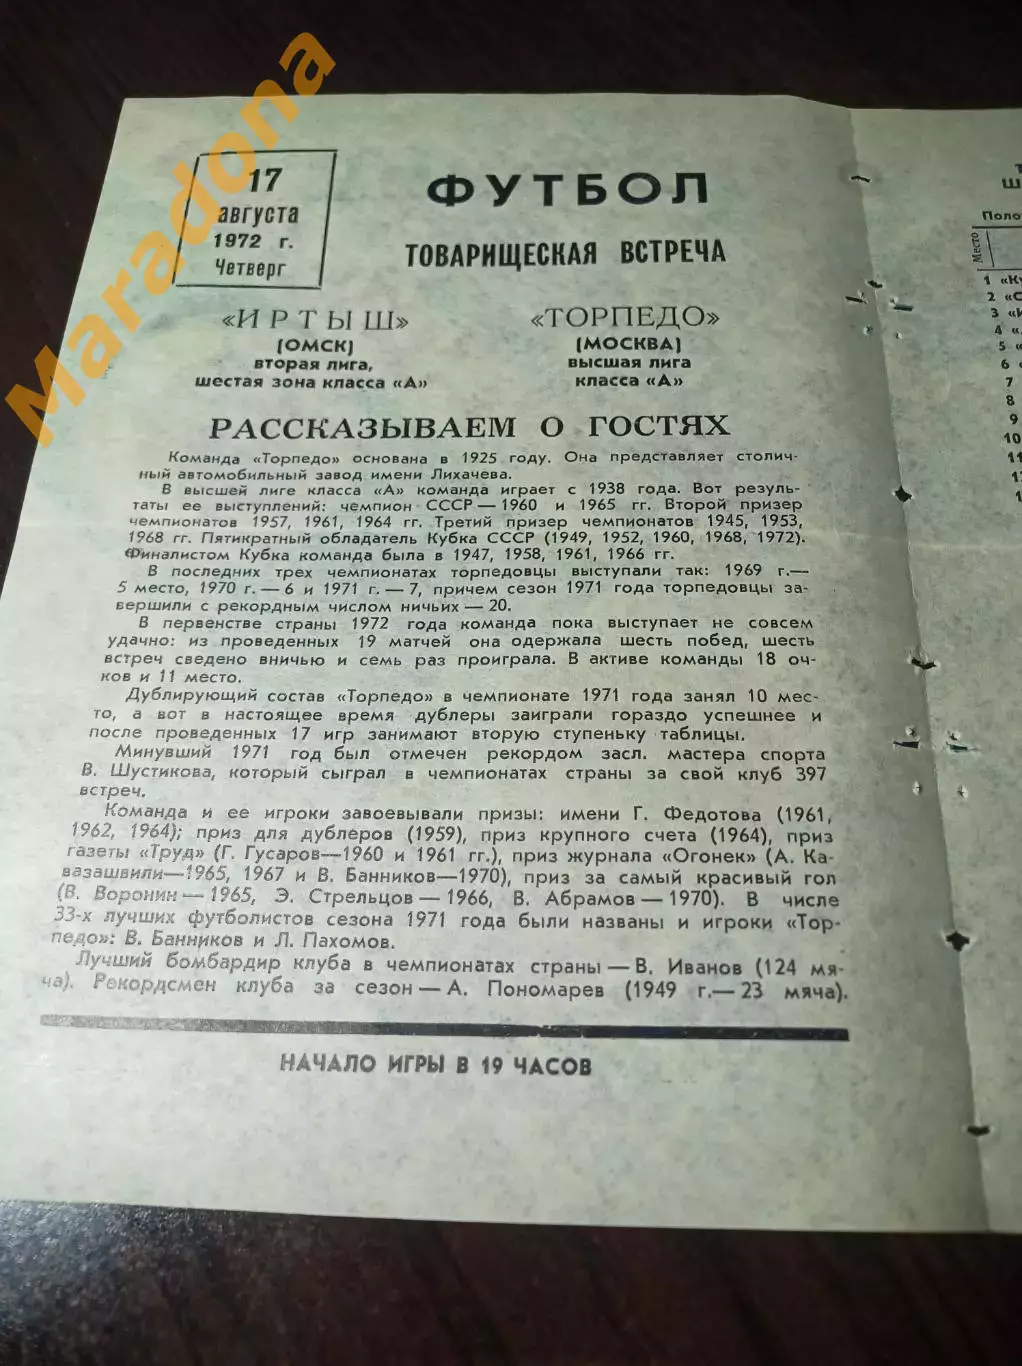 Maradona
17
августа
1972 г.
Четверг
ФУТБОЛ
ТОВАРИЩЕСКАЯ ВСТРЕЧА
«ИРТЫШ»
(ОМСК)
вторая лига,
шестая зона класса «А»
«ТОРПЕДО»
(МОСКВА)
высшая лига
класса «А»
РАССКАЗЫВАЕМ О ГОСТЯХ
Команда «Торпедо» основана в 1925 году. Она представляет столич-
ный автомобильный завод имени Лихачева.
В высшей лиге класса «А» команда играет с 1938 года. Вот резуль-
таты ее выступлений: чемпион СССР — 1960 и 1965 гг. Второй призер
чемпионатов 1957, 1961, 1964 гг. Третий призер чемпионатов 1945, 1953,
1968 гг. Пятикратный обладатель Кубка СССР (1949, 1952, 1960, 1968, 1972).
Финалистом Кубка команда была в 1947, 1958, 1961, 1966 гг.
В последних трех чемпионатах торпедовцы выступали так: 1969 г.—
5 место, 1970 г. — 6 и 1971 г. — 7, причем сезон 1971 года торпедовцы за-
вершили с рекордным числом ничьих — 20.
В первенстве страны 1972 года команда пока выступает не совсем
удачно: из проведенных 19 матчей она одержала шесть побед, шесть
встреч сведено вничью и семь раз проиграла. В активе команды 18 оч-
ков и 11 место.
Дублирующий состав «Торпедо» в чемпионате 1971 года занял 10 мес-
то, а вот в настоящее время дублеры заиграли гораздо успешнее и
после проведенных 17 игр занимают вторую ступеньку таблицы.
Минувший 1971 год был отмечен рекордом засл. мастера спорта
В. Шустикова, который сыграл в чемпионатах страны за свой клуб 397
встреч.
Команда и ее игроки завоевывали призы: имени Г. Федотова (1961,
1962, 1964); приз для дублеров (1959), приз крупного счета (1964), приз
газеты «Труд» (Г. Гусаров—1960 и 1961 гг.), приз журнала «Огонек» (А. Ка-
вазашвили—1965, 1967 и В. Банников—1970), приз за самый красивый гол
(В. Воронин — 1965, Э. Стрельцов — 1966, В. Абрамов — 1970). В числе
33-х лучших футболистов сезона 1971 года были названы и игроки «Тор-
педо»: В. Банников и Л. Пахомов.
Лучший бомбардир клуба в чемпионатах страны — В. Иванов (124 мя-
ча). Рекордсмен клуба за сезон — А. Пономарев (1949 г.— 23 мяча).
НАЧАЛО ИГРЫ В 19 ЧАСОВ
Место
1
2
3
4
5
6
7
8
9
10